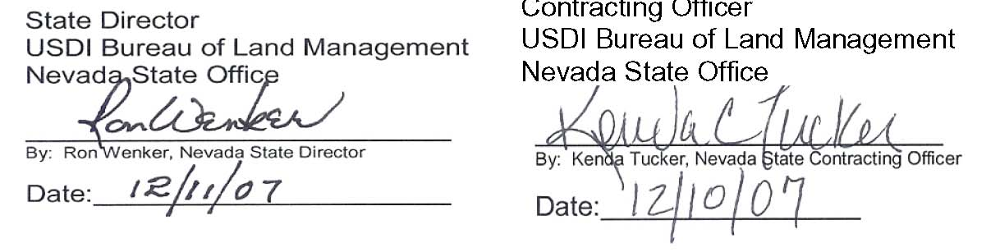 State Director
USDI Bureau of Land Management
Nevada State Office
Ron Wenker
By: Ron Wenker, Nevada State Director
Date: 12/11/07
Contracting Officer
USDI Bureau of Land Management
Nevada State Office
Kenda C Tucker
By: Kenda Tucker, Nevada State Contracting Officer
Date: 12/10/07